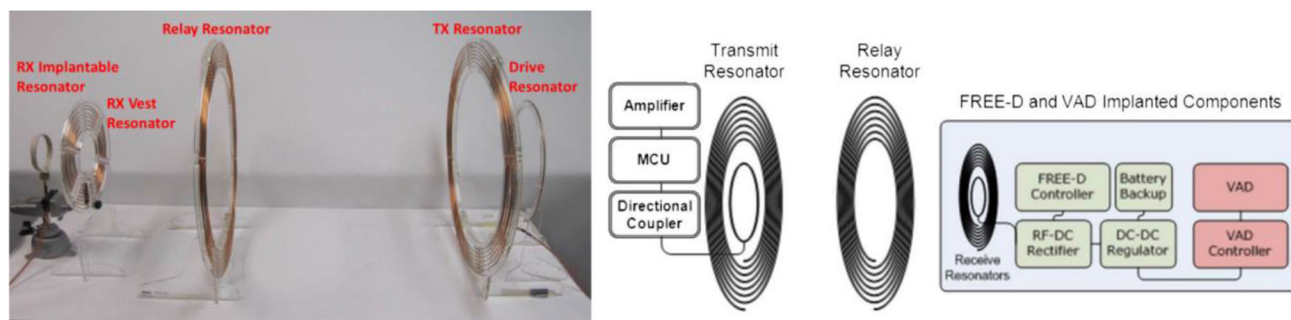 Relay Resonator
TX Resonator
RX Implantable
Resonator
Drive
Resonator
RX Vest
Resonator
Transmit
Resonator
Relay
Resonator
Amplifier
MCU
Directional
Coupler
FREE-D and VAD Implanted Components
FREE-D
Controller
Battery
Backup
VAD
RF-DC
Rectifier
DC-DC
Regulator
VAD
Controller
Receive
Resonators